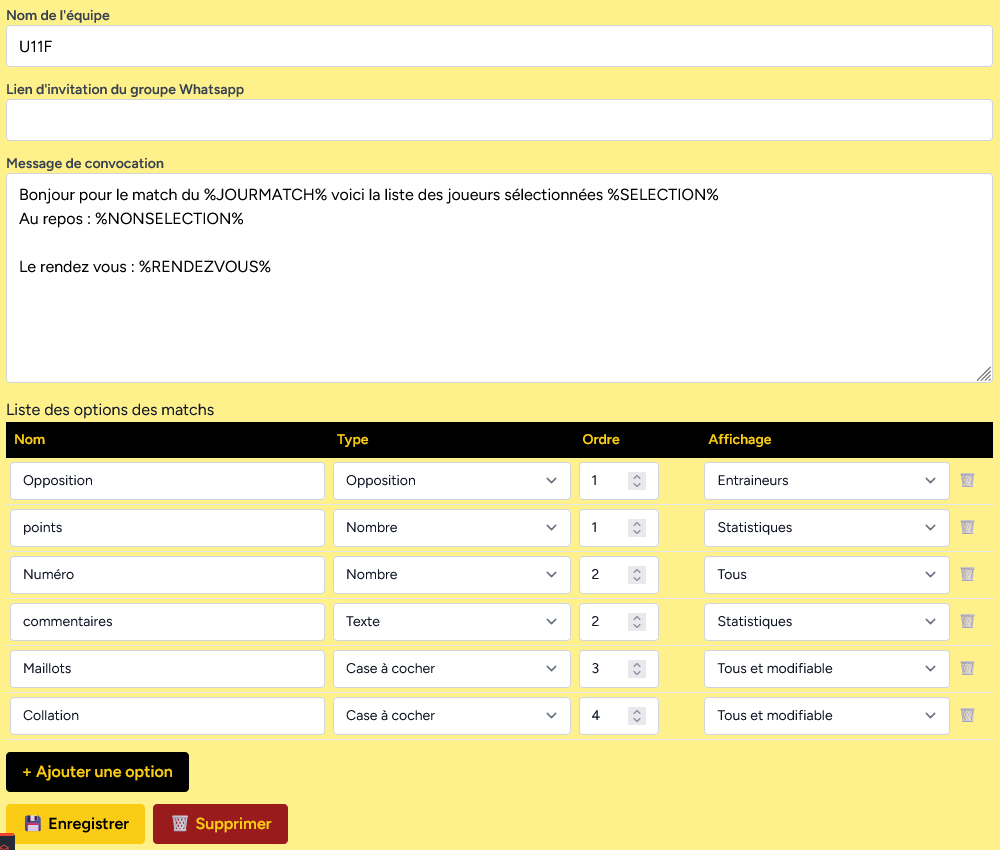 Nom de l'équipe
U11F
Lien d'invitation du groupe Whatsapp
Message de convocation
Bonjour pour le match du %JOURMATCH% voici la liste des joueurs sélectionnées %SELECTION%
Au repos : %NONSELECTION%
Le rendez vous : %RENDEZVOUS%
Liste des options des matchs
Nom Type Ordre Affichage
Opposition Opposition 1 Entraineurs
points Nombre 1 Statistiques
Numéro Nombre 2 Tous
commentaires Texte 2 Statistiques
Maillots Case à cocher 3 Tous et modifiable
Collation Case à cocher 4 Tous et modifiable
+ Ajouter une option
Enregistrer Supprimer